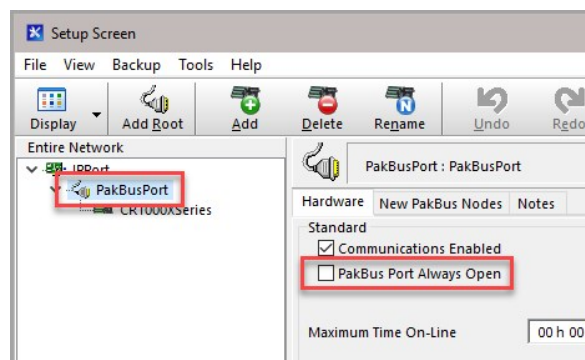 Setup Screen
File View Backup Tools Help
Display Add Root Add Delete Rename Undo Redo
Entire Network
IPPort
PakBusPort
CR1000XSeries
PakBusPort : PakBusPort
Hardware New PakBus Nodes Notes
Standard
Communications Enabled
PakBus Port Always Open
Maximum Time On-Line 00 h 00